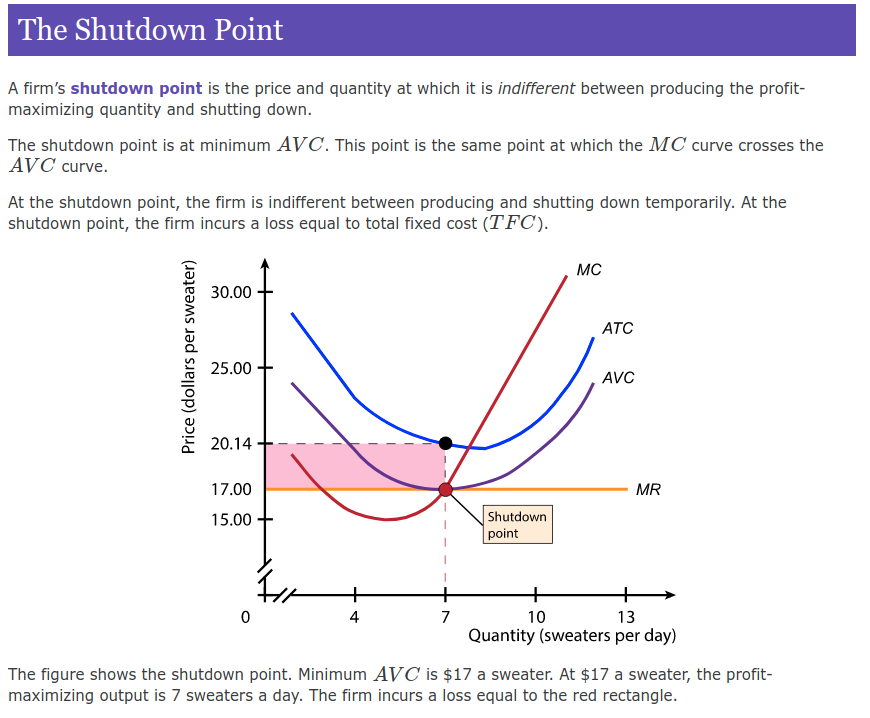 The Shutdown Point
A firm’s shutdown point is the price and quantity at which it is indifferent between producing the profit-
maximizing quantity and shutting down.
The shutdown point is at minimum AVC. This point is the same point at which the MC curve crosses the
AVC curve.
At the shutdown point, the firm is indifferent between producing and shutting down temporarily. At the
shutdown point, the firm incurs a loss equal to total fixed cost (TFC).
Price (dollars per sweater)
30.00
25.00
20.14
17.00
15.00
MC
ATC
AVC
MR
Shutdown
point
0
4
7
10
13
Quantity (sweaters per day)
The figure shows the shutdown point. Minimum AVC is $17 a sweater. At $17 a sweater, the profit-
maximizing output is 7 sweaters a day. The firm incurs a loss equal to the red rectangle.